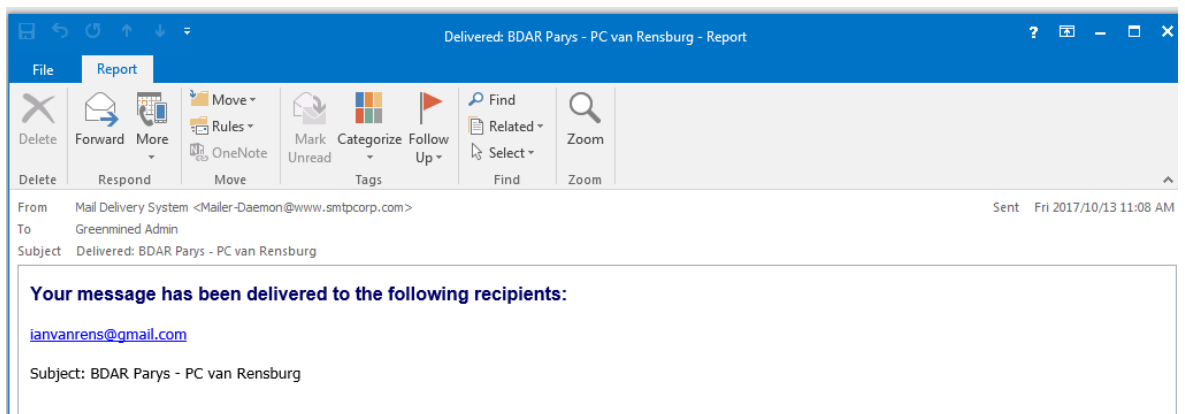 Delivered: BDAR Parys - PC van Rensburg - Report
?
File Report
Delete Forward More Move Rules OneNote Mark Unread Categorize Follow Up Find Related Select Zoom
Delete Respond Move Tags Find Zoom
From Mail Delivery System <Mailer-Daemon@www.smtpcorp.com> Sent Fri 2017/10/13 11:08 AM
To Greenmined Admin
Subject Delivered: BDAR Parys - PC van Rensburg
Your message has been delivered to the following recipients:
ianvanrens@gmail.com
Subject: BDAR Parys - PC van Rensburg